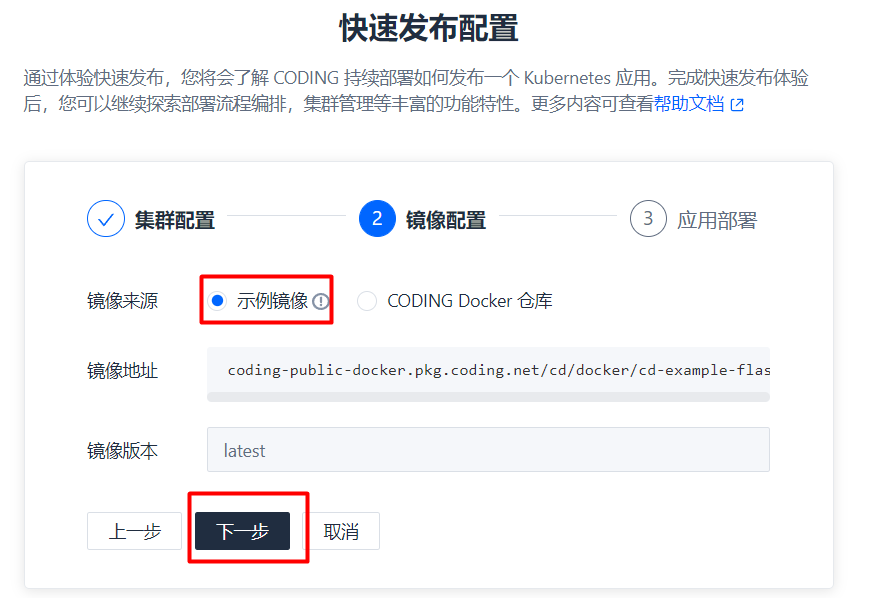 快速发布配置
通过体验快速发布，您将会了解 CODING 持续部署如何发布一个 Kubernetes 应用。完成快速发布体验
后，您可以继续探索部署流程编排，集群管理等丰富的功能特性。更多内容可查看帮助文档
集群配置 2 镜像配置 3 应用部署
镜像来源 示例镜像 CODING Docker 仓库
镜像地址 coding-public-docker.pkg.coding.net/cd/docker/cd-example-flas
镜像版本 latest
上一步 下一步 取消